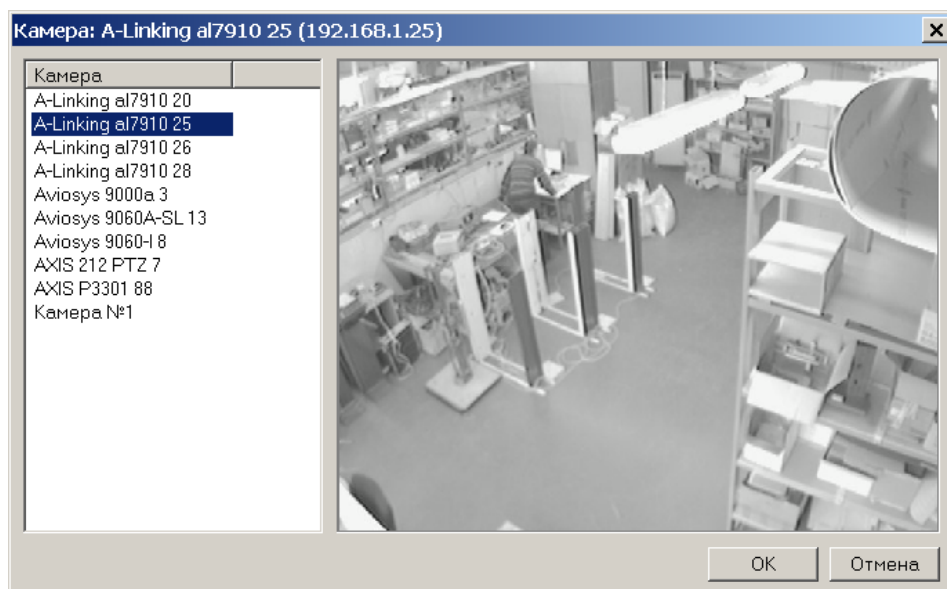 Камера: A-Linking al7910 25 (192.168.1.25)
Камера
A-Linking al7910 20
A-Linking al7910 25
A-Linking al7910 26
A-Linking al7910 28
Aviosys 9000a 3
Aviosys 9060A-SL 13
Aviosys 9060-I 8
AXIS 212 PTZ 7
AXIS P3301 88
Камера №1
OK
Отмена